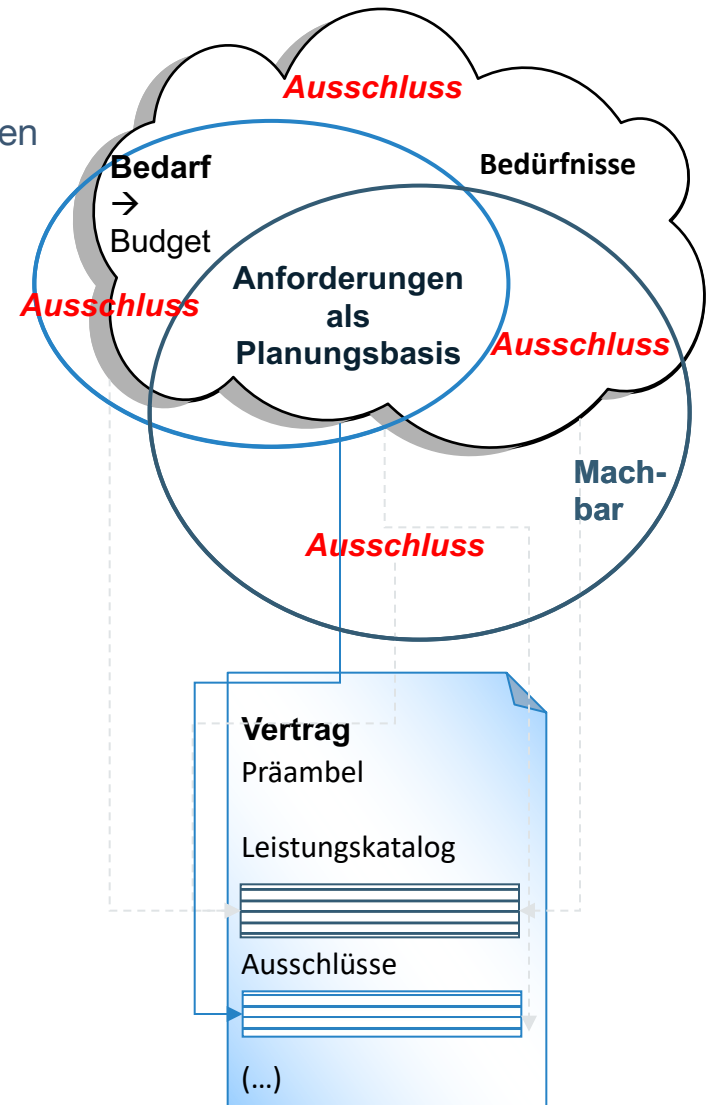 Ausschluss
en
Bedarf
→
Budget
Bedürfnisse
Ausschluss
Anforderungen
als
Planungsbasis
Ausschluss
Mach-
bar
Ausschluss
Vertrag
Präambel
Leistungskatalog
Ausschlüsse
(...)